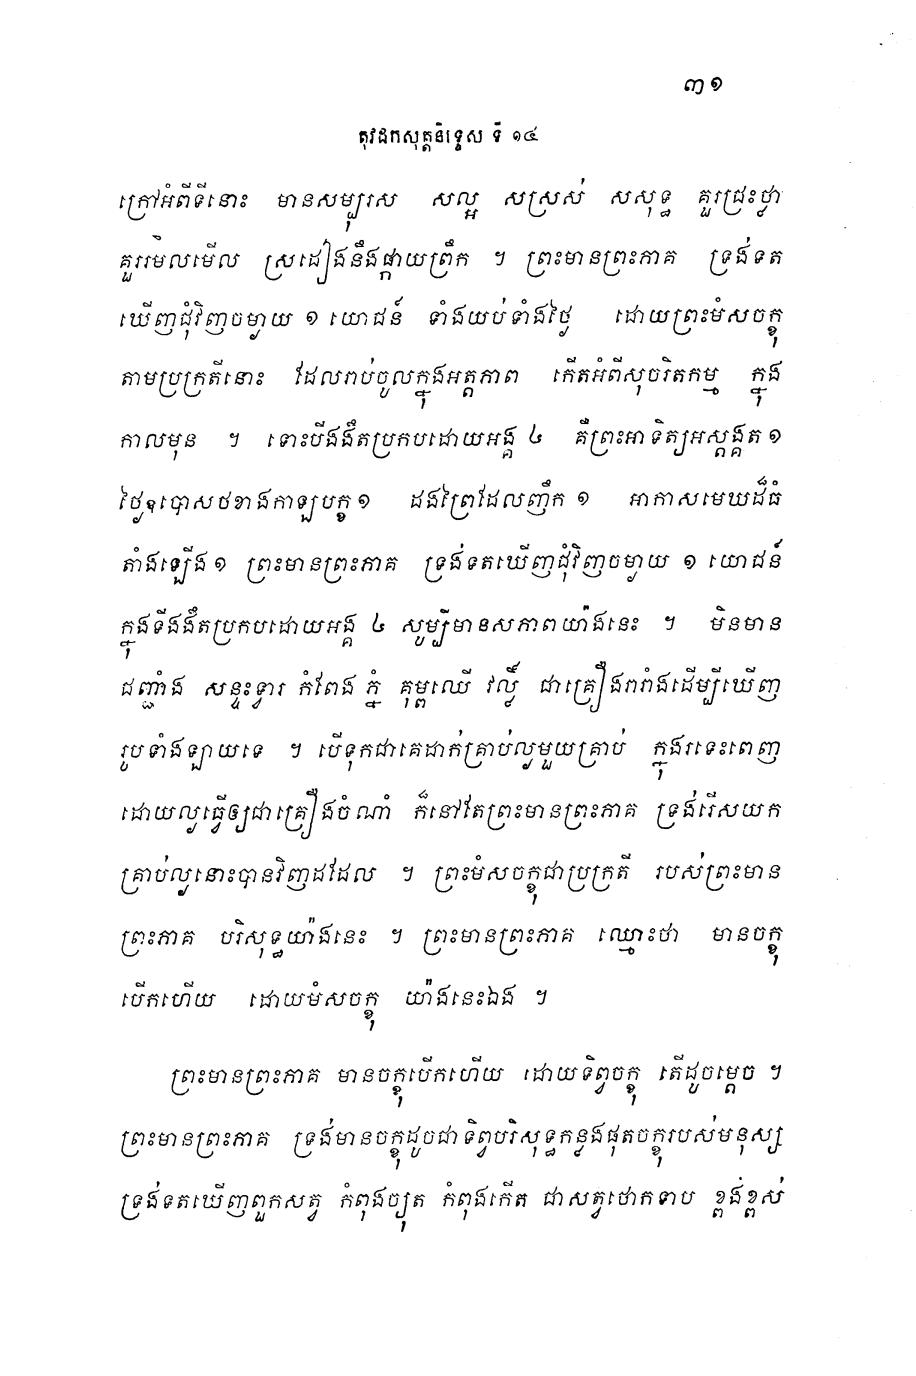 ៣១
តុវដកសុត្តនិទ្ទេស ទី ១៤
ក្រៅអំពីទីនោះ មានសម្បុរស សល្អ សស្រស់ សសុទ្ធ គួរជ្រះថ្លា
គួររមិលមើល ស្រដៀងនឹងផ្កាយព្រឹក ។ ព្រះមានព្រះភាគ ទ្រង់ទត
ឃើញជុំវិញចម្ងាយ ១ យោជន៍ ទាំងយប់ទាំងថ្ងៃ ដោយព្រះមំសចក្ខុ
តាមប្រក្រតីនោះ ដែលរាប់ចូលក្នុងអត្តភាព កើតអំពីសុចរិតកម្ម ក្នុង
កាលមុន ។ ទោះបីងងឹតប្រកបដោយអង្គ ៤ គឺព្រះអាទិត្យអស្តង្គត ១
ថ្ងៃឧបោសថខាងកាឡបក្ខ ១ ដងព្រៃដែលញឹក ១ អាកាសមេឃដ៏ធំ
តាំងឡើង ១ ព្រះមានព្រះភាគ ទ្រង់ទតឃើញជុំវិញចម្ងាយ ១ យោជន៍
ក្នុងទីងងឹតប្រកបដោយអង្គ ៤ សូម្បីមានសភាពយ៉ាងនេះ ។ មិនមាន
ជញ្ជាំង សន្ទះទ្វារ កំពែង ភ្នំ គុម្ពឈើ វល្លិ៍ ជាគ្រឿងរារាំងដើម្បីឃើញ
រូបទាំងឡាយទេ ។ បើទុកជាគេដាក់គ្រាប់ល្ងមួយគ្រាប់ ក្នុងរទេះពេញ
ដោយល្ងធ្វើឲ្យជាគ្រឿងចំណាំ ក៏នៅតែព្រះមានព្រះភាគ ទ្រង់រើសយក
គ្រាប់ល្ងនោះបានវិញដដែល ។ ព្រះមំសចក្ខុជាប្រក្រតី របស់ព្រះមាន
ព្រះភាគ បរិសុទ្ធយ៉ាងនេះ ។ ព្រះមានព្រះភាគ ឈ្មោះថា មានចក្ខុ
បើកហើយ ដោយមំសចក្ខុ យ៉ាងនេះឯង ។
ព្រះមានព្រះភាគ មានចក្ខុបើកហើយ ដោយទិព្វចក្ខុ តើដូចម្តេច ។
ព្រះមានព្រះភាគ ទ្រង់មានចក្ខុដូចជាទិព្វបរិសុទ្ធកន្លងផុតចក្ខុរបស់មនុស្ស
ទ្រង់ទតឃើញពួកសត្វ កំពុងច្យុត កំពុងកើត ជាសត្វថោកទាប ខ្ពង់ខ្ពស់